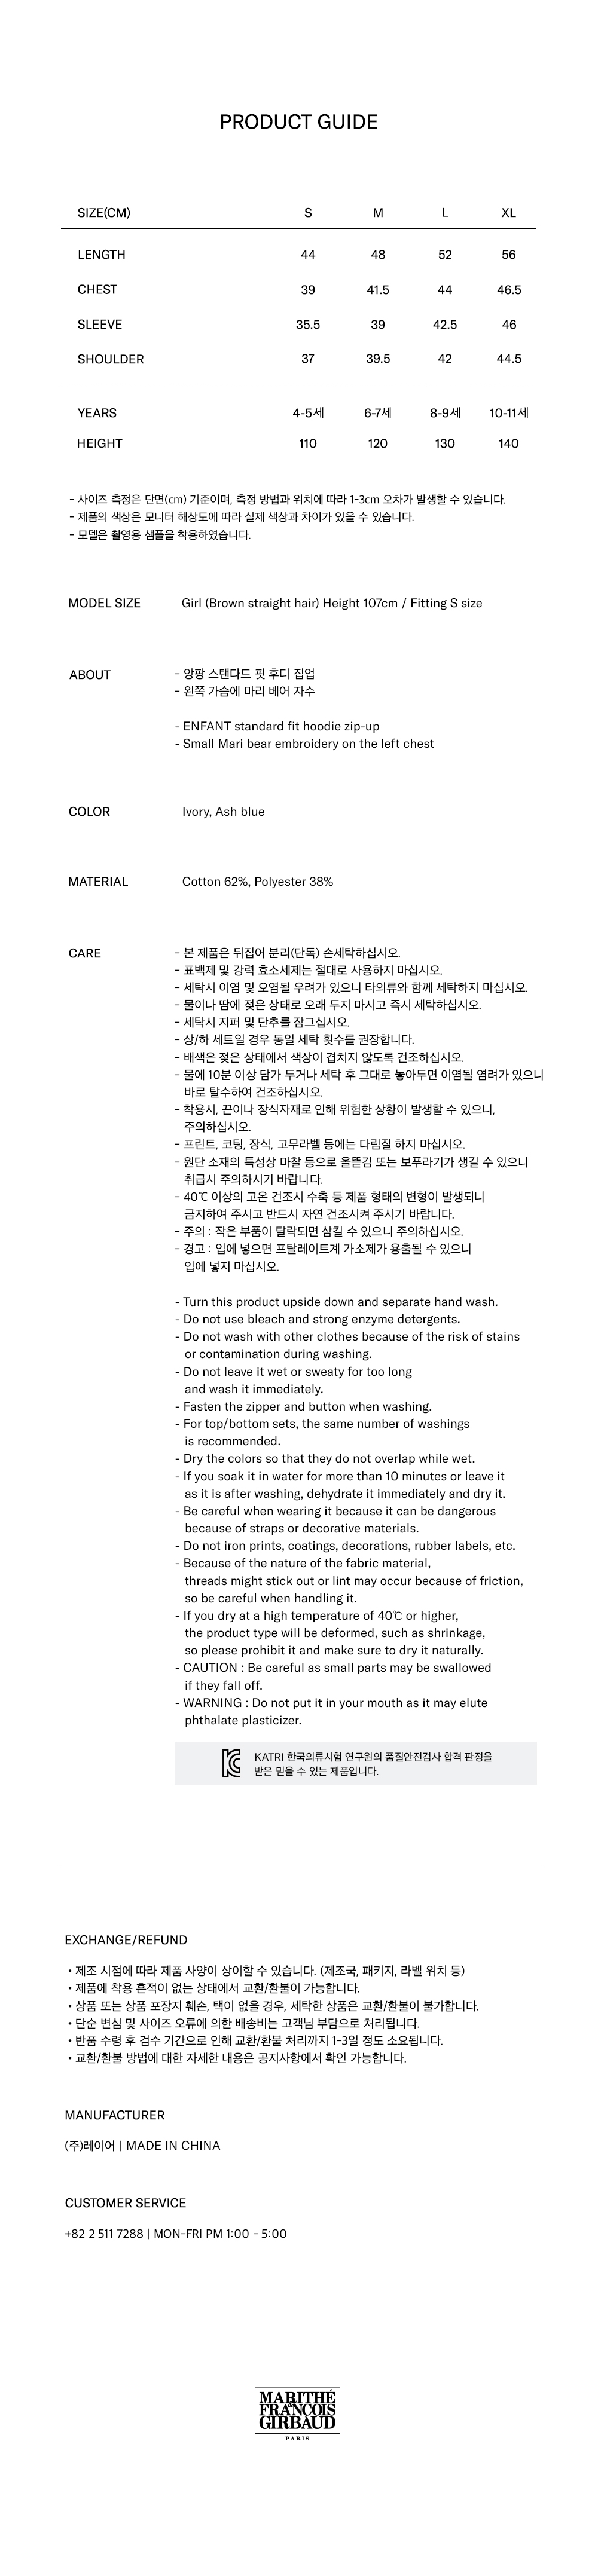 PRODUCT GUIDE
SIZE(CM) S M L XL
LENGTH 44 48 52 56
CHEST 39 41.5 44 46.5
SLEEVE 35.5 39 42.5 46
SHOULDER 37 39.5 42 44.5
YEARS 4-5세 6-7세 8-9세 10-11세
HEIGHT 110 120 130 140
- 사이즈 측정은 단면(cm) 기준이며, 측정 방법과 위치에 따라 1-3cm 오차가 발생할 수 있습니다.
- 제품의 색상은 모니터 해상도에 따라 실제 색상과 차이가 있을 수 있습니다.
- 모델은 촬영용 샘플을 착용하였습니다.
MODEL SIZE Girl (Brown straight hair) Height 107cm / Fitting S size
ABOUT - 앙팡 스탠다드 핏 후디 집업
- 왼쪽 가슴에 마리 베어 자수
- ENFANT standard fit hoodie zip-up
- Small Mari bear embroidery on the left chest
COLOR Ivory, Ash blue
MATERIAL Cotton 62%, Polyester 38%
CARE - 본 제품은 뒤집어 분리(단독) 손세탁하십시오.
- 표백제 및 강력 효소세제는 절대로 사용하지 마십시오.
- 세탁시 이염 및 오염될 우려가 있으니 타의류와 함께 세탁하지 마십시오.
- 물이나 땀에 젖은 상태로 오래 두지 마시고 즉시 세탁하십시오.
- 세탁시 지퍼 및 단추를 잠그십시오.
- 상/하 세트일 경우 동일 세탁 횟수를 권장합니다.
- 배색은 젖은 상태에서 색상이 겹치지 않도록 건조하십시오.
- 물에 10분 이상 담가 두거나 세탁 후 그대로 놓아두면 이염될 염려가 있으니
바로 탈수하여 건조하십시오.
- 착용시, 끈이나 장식자재로 인해 위험한 상황이 발생할 수 있으니,
주의하십시오.
- 프린트, 코팅, 장식, 고무라벨 등에는 다림질 하지 마십시오.
- 원단 소재의 특성상 마찰 등으로 올뜯김 또는 보푸라기가 생길 수 있으니
취급시 주의하시기 바랍니다.
- 40℃ 이상의 고온 건조시 수축 등 제품 형태의 변형이 발생되니
금지하여 주시고 반드시 자연 건조시켜 주시기 바랍니다.
- 주의 : 작은 부품이 탈락되면 삼킬 수 있으니 주의하십시오.
- 경고 : 입에 넣으면 프탈레이트계 가소제가 용출될 수 있으니
입에 넣지 마십시오.
- Turn this product upside down and separate hand wash.
- Do not use bleach and strong enzyme detergents.
- Do not wash with other clothes because of the risk of stains
or contamination during washing.
- Do not leave it wet or sweaty for too long
and wash it immediately.
- Fasten the zipper and button when washing.
- For top/bottom sets, the same number of washings
is recommended.
- Dry the colors so that they do not overlap while wet.
- If you soak it in water for more than 10 minutes or leave it
as it is after washing, dehydrate it immediately and dry it.
- Be careful when wearing it because it can be dangerous
because of straps or decorative materials.
- Do not iron prints, coatings, decorations, rubber labels, etc.
- Because of the nature of the fabric material,
threads might stick out or lint may occur because of friction,
so be careful when handling it.
- If you dry at a high temperature of 40℃ or higher,
the product type will be deformed, such as shrinkage,
so please prohibit it and make sure to dry it naturally.
- CAUTION : Be careful as small parts may be swallowed
if they fall off.
- WARNING : Do not put it in your mouth as it may elute
phthalate plasticizer.
KATRI 한국의류시험 연구원의 품질안전검사 합격 판정을
받은 믿을 수 있는 제품입니다.
EXCHANGE/REFUND
• 제조 시점에 따라 제품 사양이 상이할 수 있습니다. (제조국, 패키지, 라벨 위치 등)
• 제품에 착용 흔적이 없는 상태에서 교환/환불이 가능합니다.
• 상품 또는 상품 포장지 훼손, 택이 없을 경우, 세탁한 상품은 교환/환불이 불가합니다.
• 단순 변심 및 사이즈 오류에 의한 배송비는 고객님 부담으로 처리됩니다.
• 반품 수령 후 검수 기간으로 인해 교환/환불 처리까지 1-3일 정도 소요됩니다.
• 교환/환불 방법에 대한 자세한 내용은 공지사항에서 확인 가능합니다.
MANUFACTURER
(주)레이어 | MADE IN CHINA
CUSTOMER SERVICE
+82 2 511 7288 | MON-FRI PM 1:00 - 5:00
MARITHÉ
FRANCOIS
GIRBAUD
PARIS